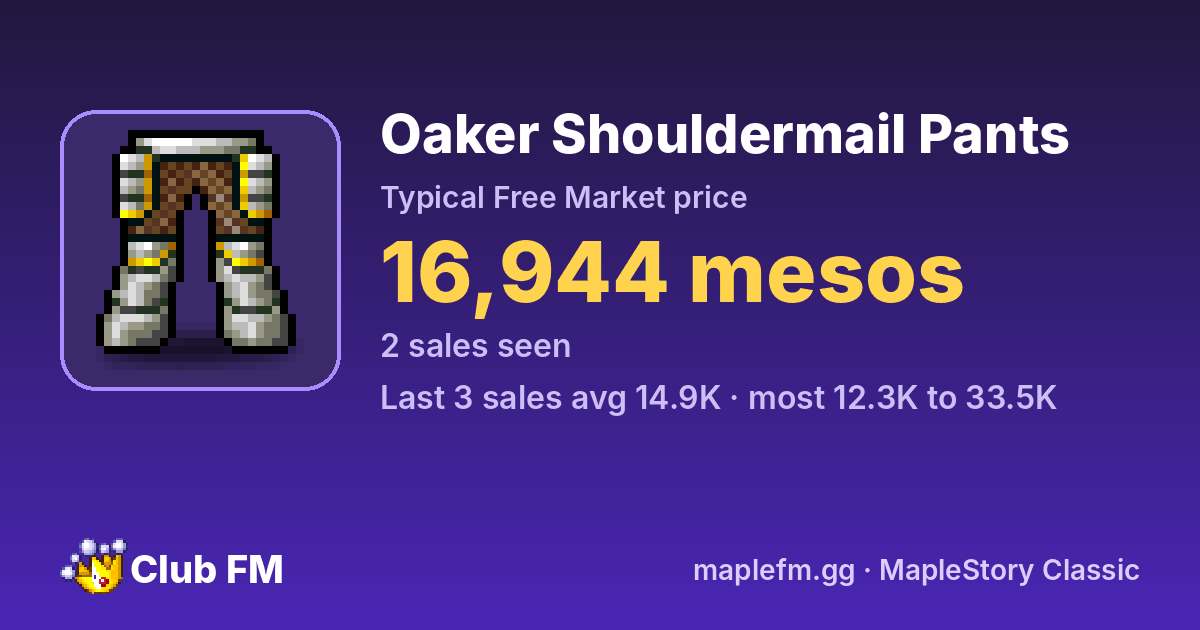 Oaker Shouldermail Pants
Typical Free Market price
16,944 mesos
2 sales seen
Last 3 sales avg 14.9K · most 12.3K to 33.5K
Club FM
maplefm.gg · MapleStory Classic